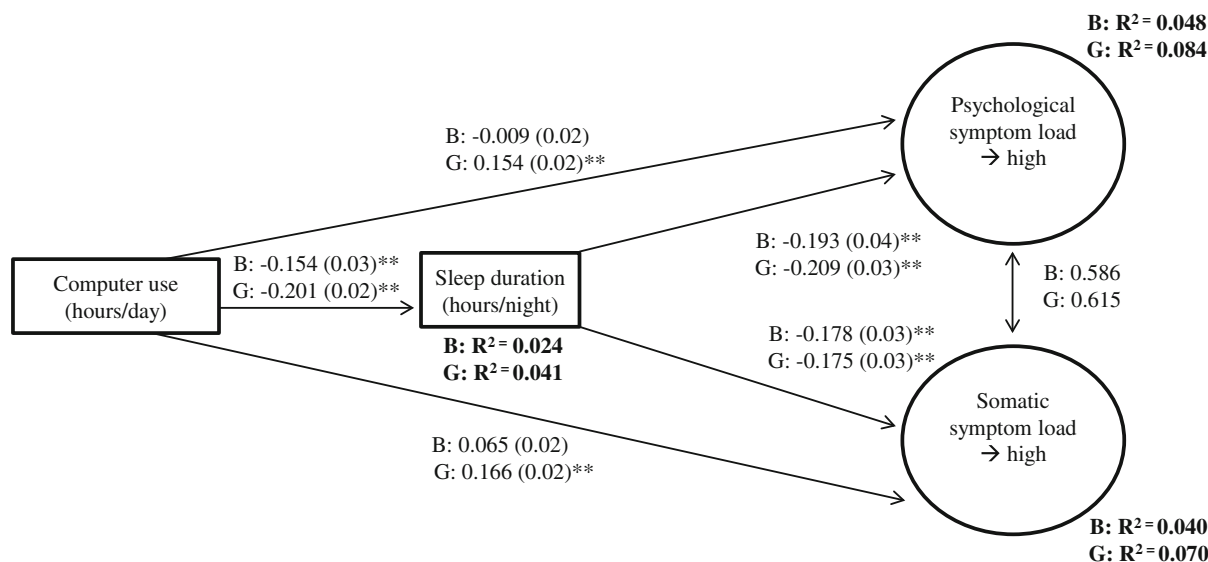 B: R² = 0.048
G: R² = 0.084
Psychological
symptom load
→ high
B: -0.009 (0.02)
G: 0.154 (0.02)**
B: -0.193 (0.04)**
G: -0.209 (0.03)**
B: -0.154 (0.03)**
G: -0.201 (0.02)**
Computer use
(hours/day)
Sleep duration
(hours/night)
B: R² = 0.024
G: R² = 0.041
B: 0.586
G: 0.615
B: -0.178 (0.03)**
G: -0.175 (0.03)**
Somatic
symptom load
→ high
B: 0.065 (0.02)
G: 0.166 (0.02)**
B: R² = 0.040
G: R² = 0.070